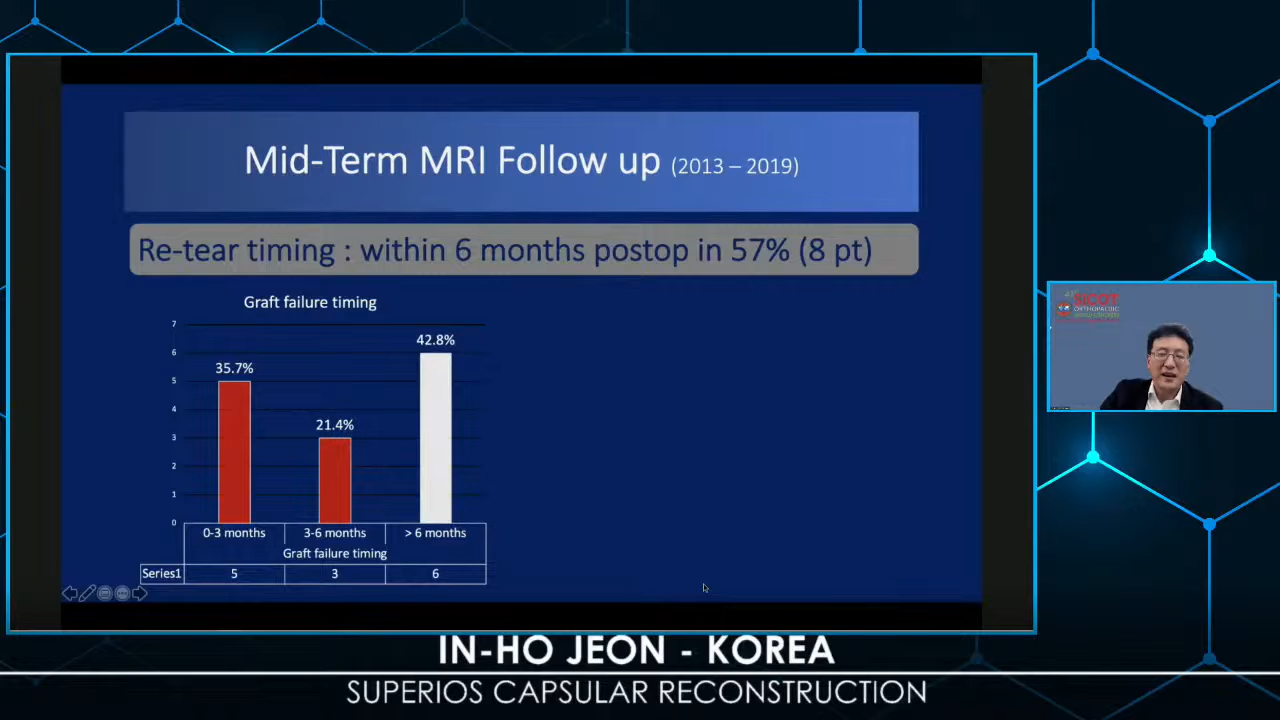 Mid-Term MRI Follow up (2013 – 2019)
Re-tear timing : within 6 months postop in 57% (8 pt)
Graft failure timing
7
6
5
4
3
2
1
0
35.7%
21.4%
42.8%
0-3 months 3-6 months > 6 months
Graft failure timing
Series1 5 3 6
SICOT
ORTHOPAEDIC
IN-HO JEON - KOREA
SUPERIOS CAPSULAR RECONSTRUCTION